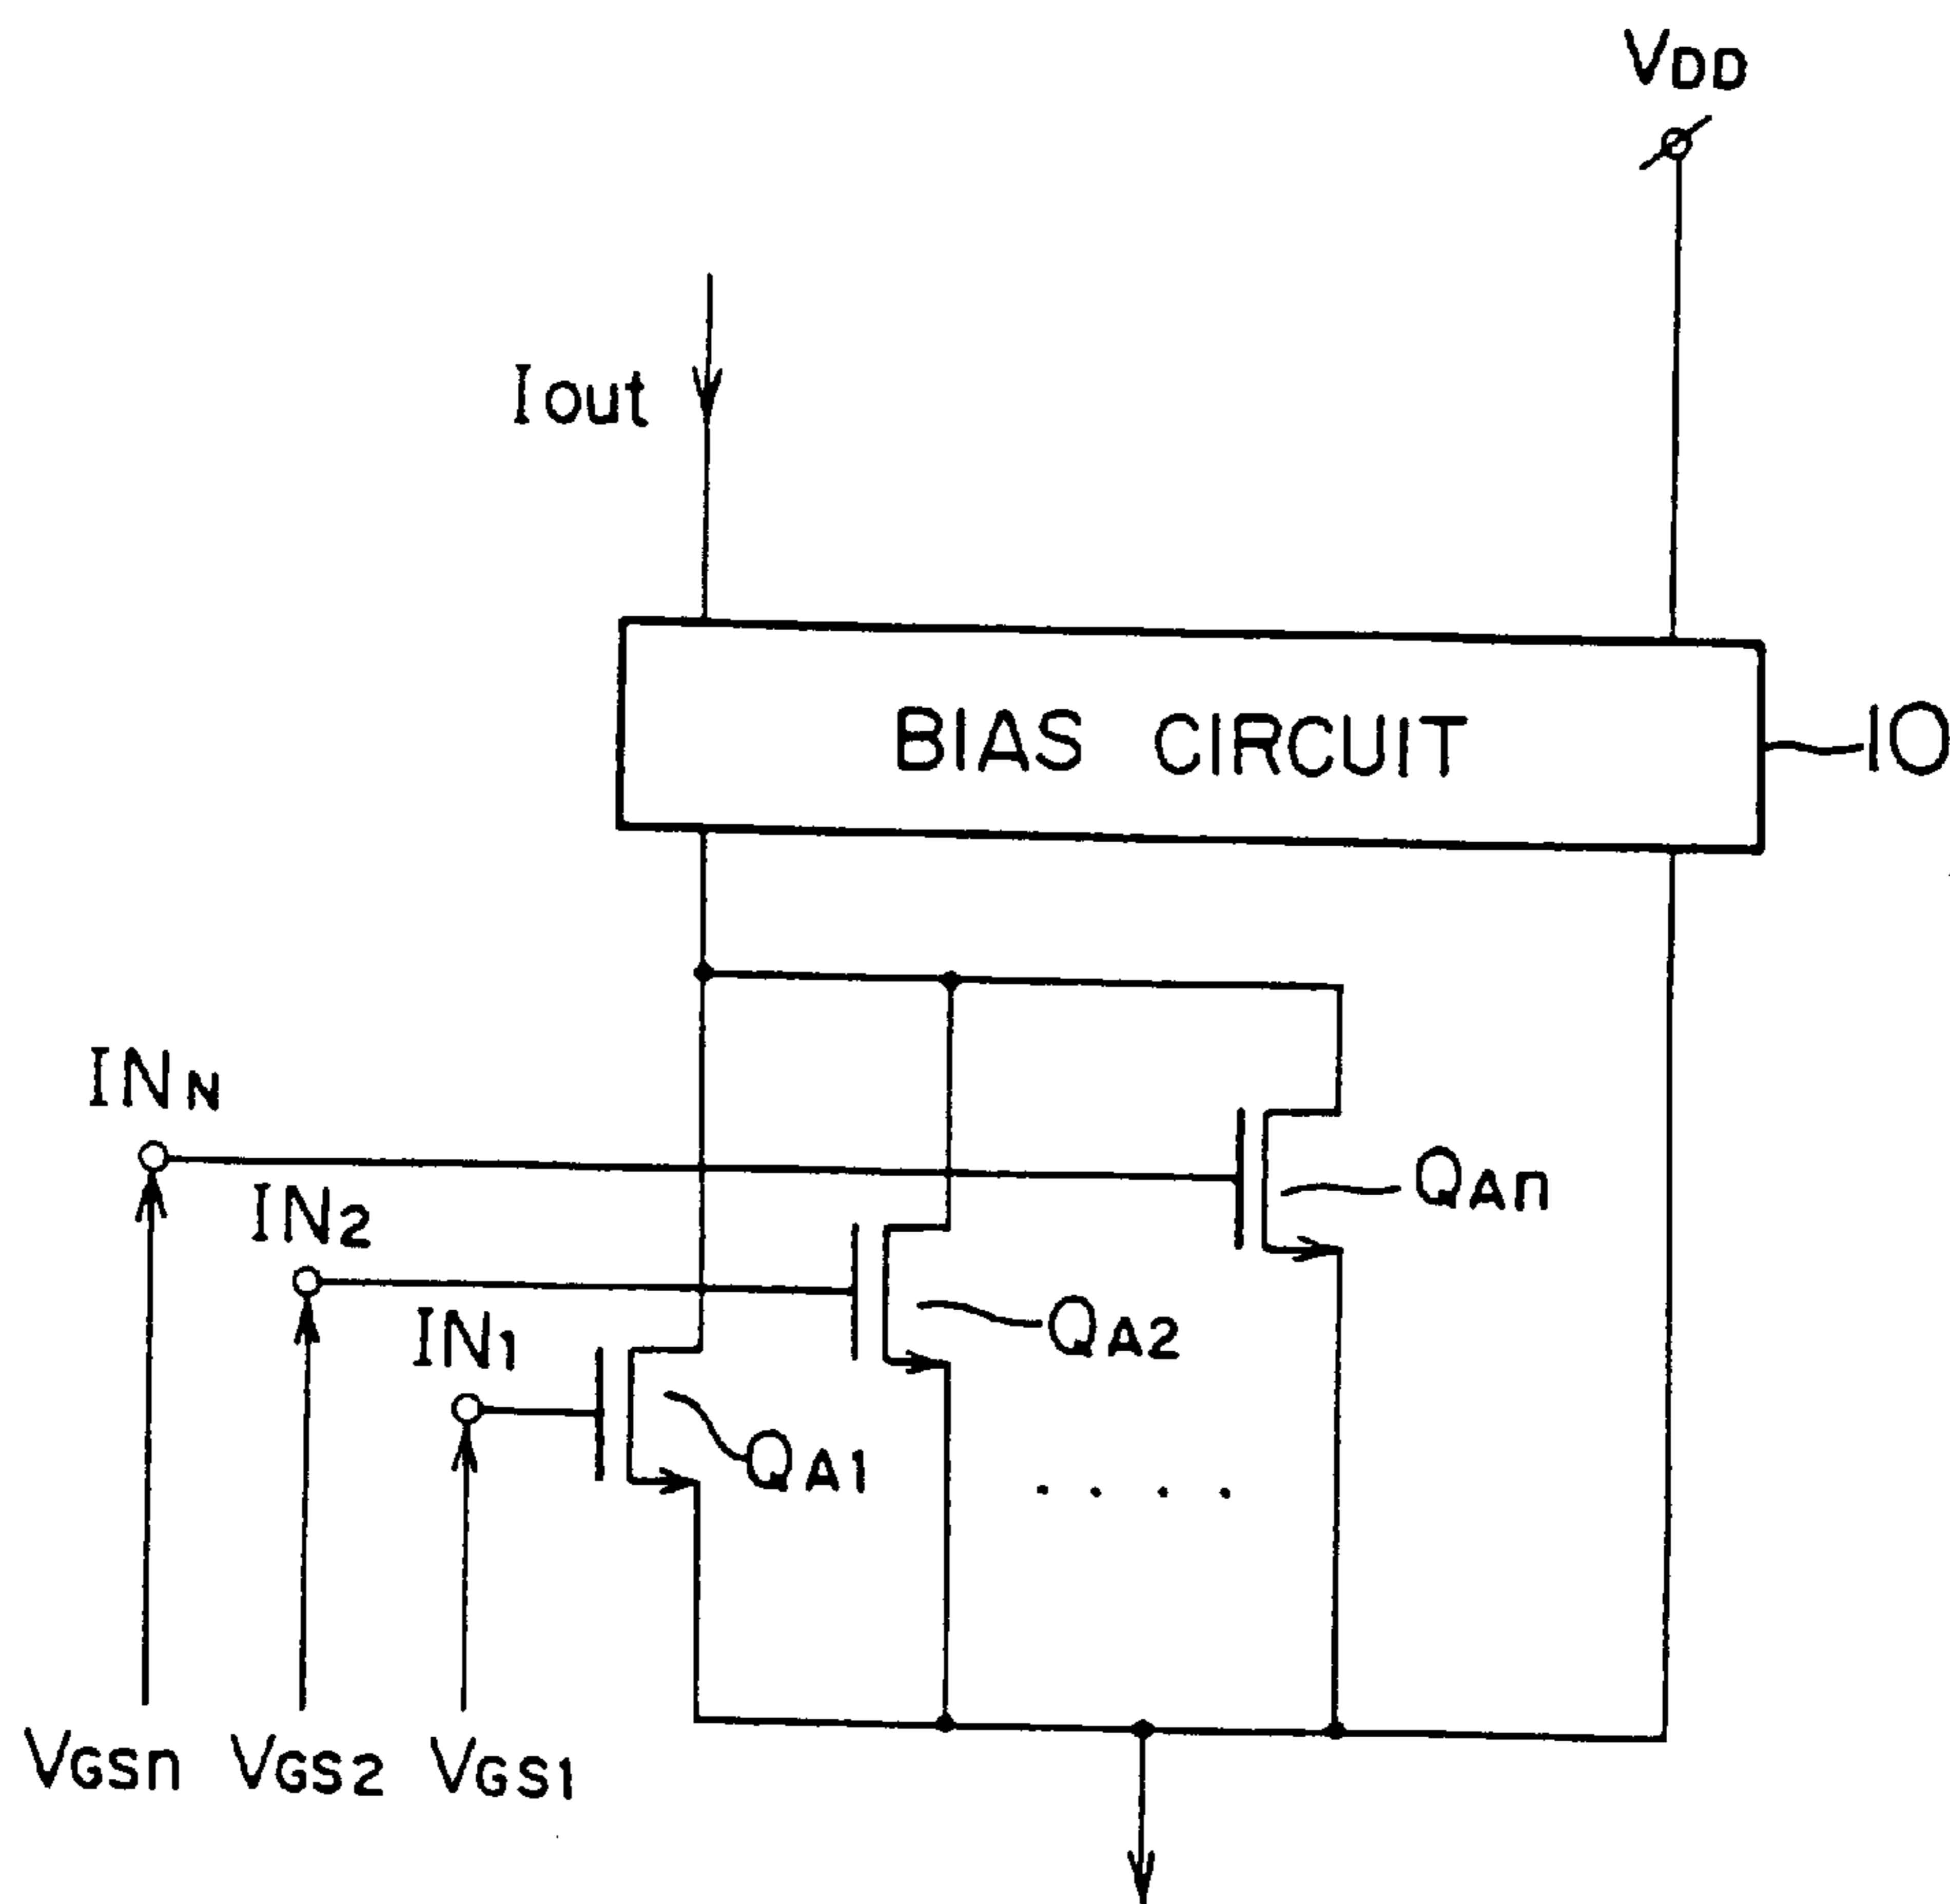 VDD
Iout
BIAS CIRCUIT
10
INN
IN2
IN1
QAn
QA2
QA1
VGSn
VGS2
VGS1